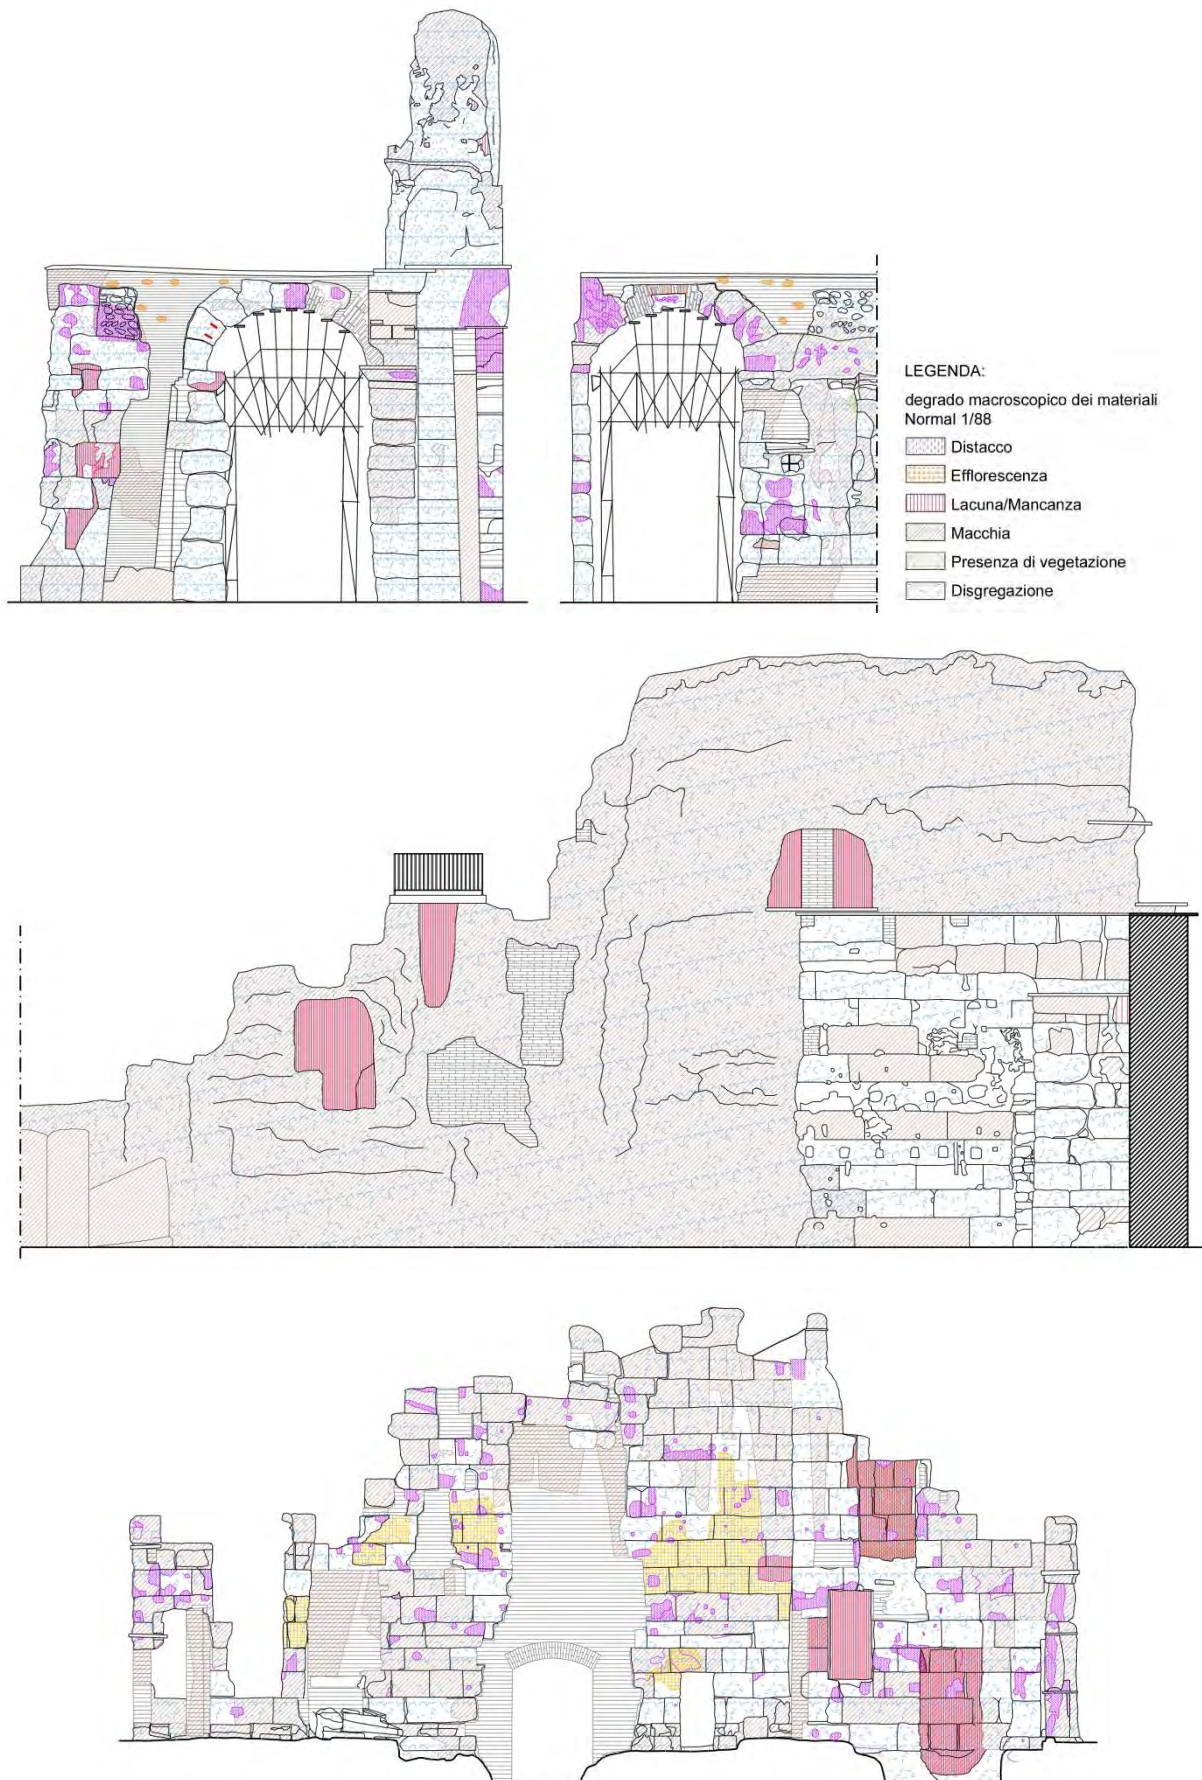 LEGENDA:
degrado macroscopico dei materiali
Normal 1/88
Distacco
Efflorescenza
Lacuna/Mancanza
Macchia
Presenza di vegetazione
Disgregazione